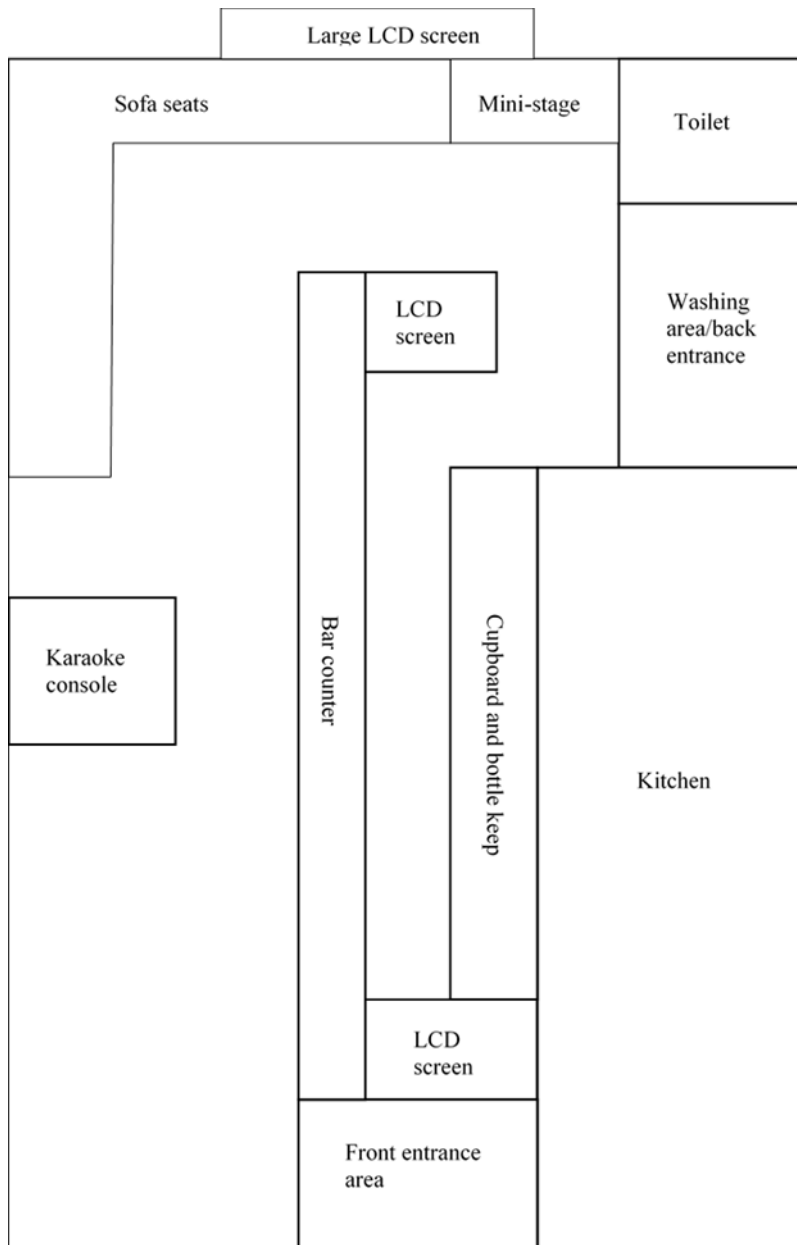 Large LCD screen
Sofa seats
Mini-stage
Toilet
LCD
screen
Washing
area/back
entrance
Karaoke
console
Bar counter
Cupboard and bottle keep
Kitchen
LCD
screen
Front entrance
area